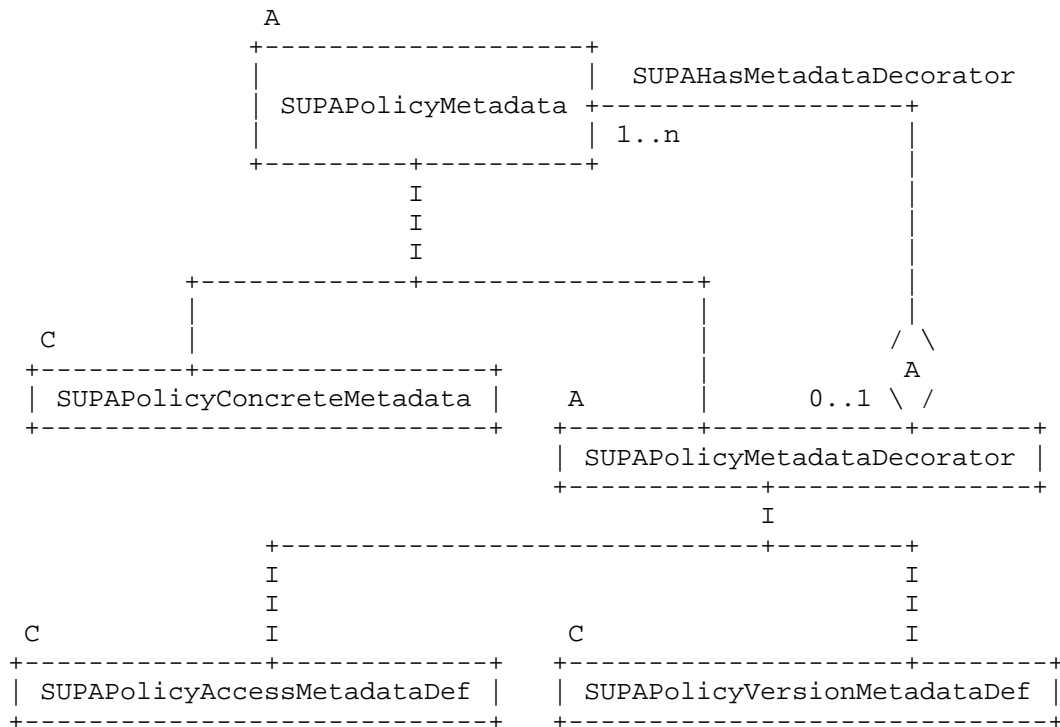 A
SUPAHasMetadataDecorator
SUPAPolicyMetadata
1..n
I
I
I
C
A
SUPAPolicyConcreteMetadata
A
0..1
SUPAPolicyMetadataDecorator
I
I I
I I
C I C I
SUPAPolicyAccessMetadataDef SUPAPolicyVersionMetadataDef